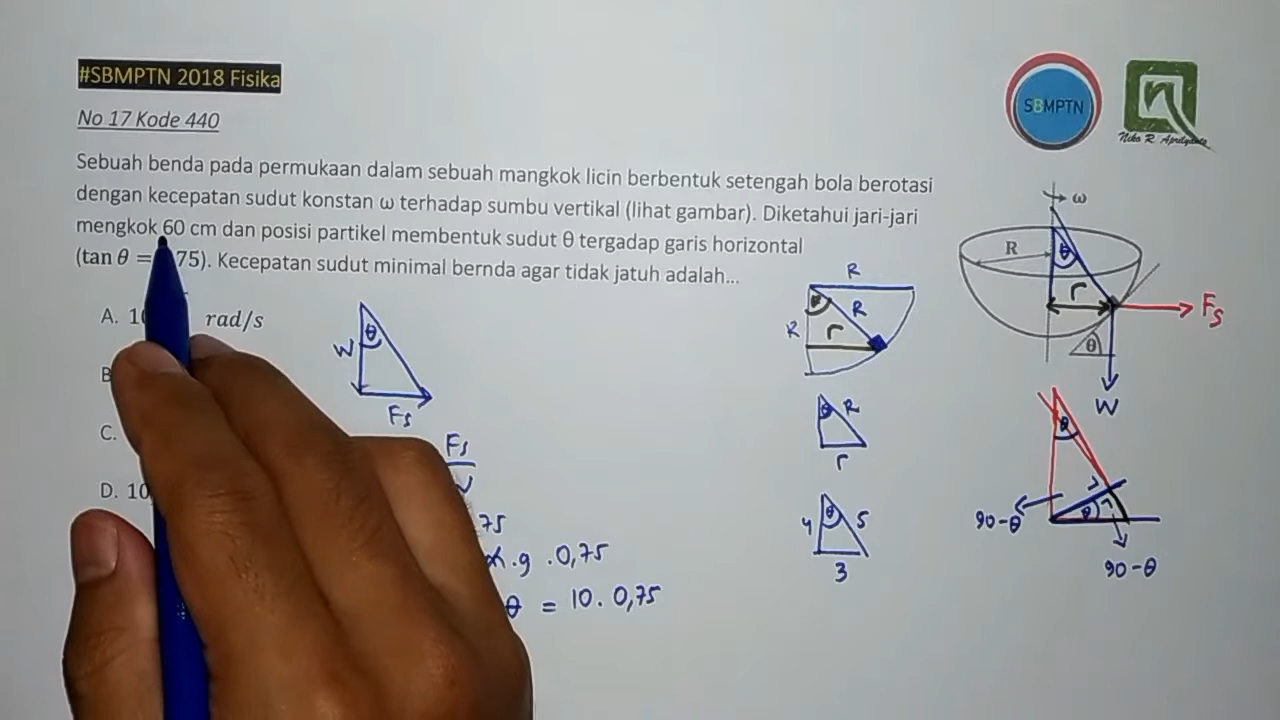 #SBMPTN 2018 Fisika
No 17 Kode 440
SBMPTN
Niko R. Aprilyanto
Sebuah benda pada permukaan dalam sebuah mangkok licin berbentuk setengah bola berotasi
dengan kecepatan sudut konstan ω terhadap sumbu vertikal (lihat gambar). Diketahui jari-jari
mengkok 60 cm dan posisi partikel membentuk sudut θ tergadap garis horizontal
(tan θ = 75). Kecepatan sudut minimal bernda agar tidak jatuh adalah...
A. 10 rad/s
B
C.
D. 10
W
θ
Fs
Fs
75
.g .0,75
θ = 10. 0,75
R
R
R
r
θ
R
r
4
θ
5
3
ω
R
θ
r
Fs
θ
W
θ
90-θ
θ
r
90-θ